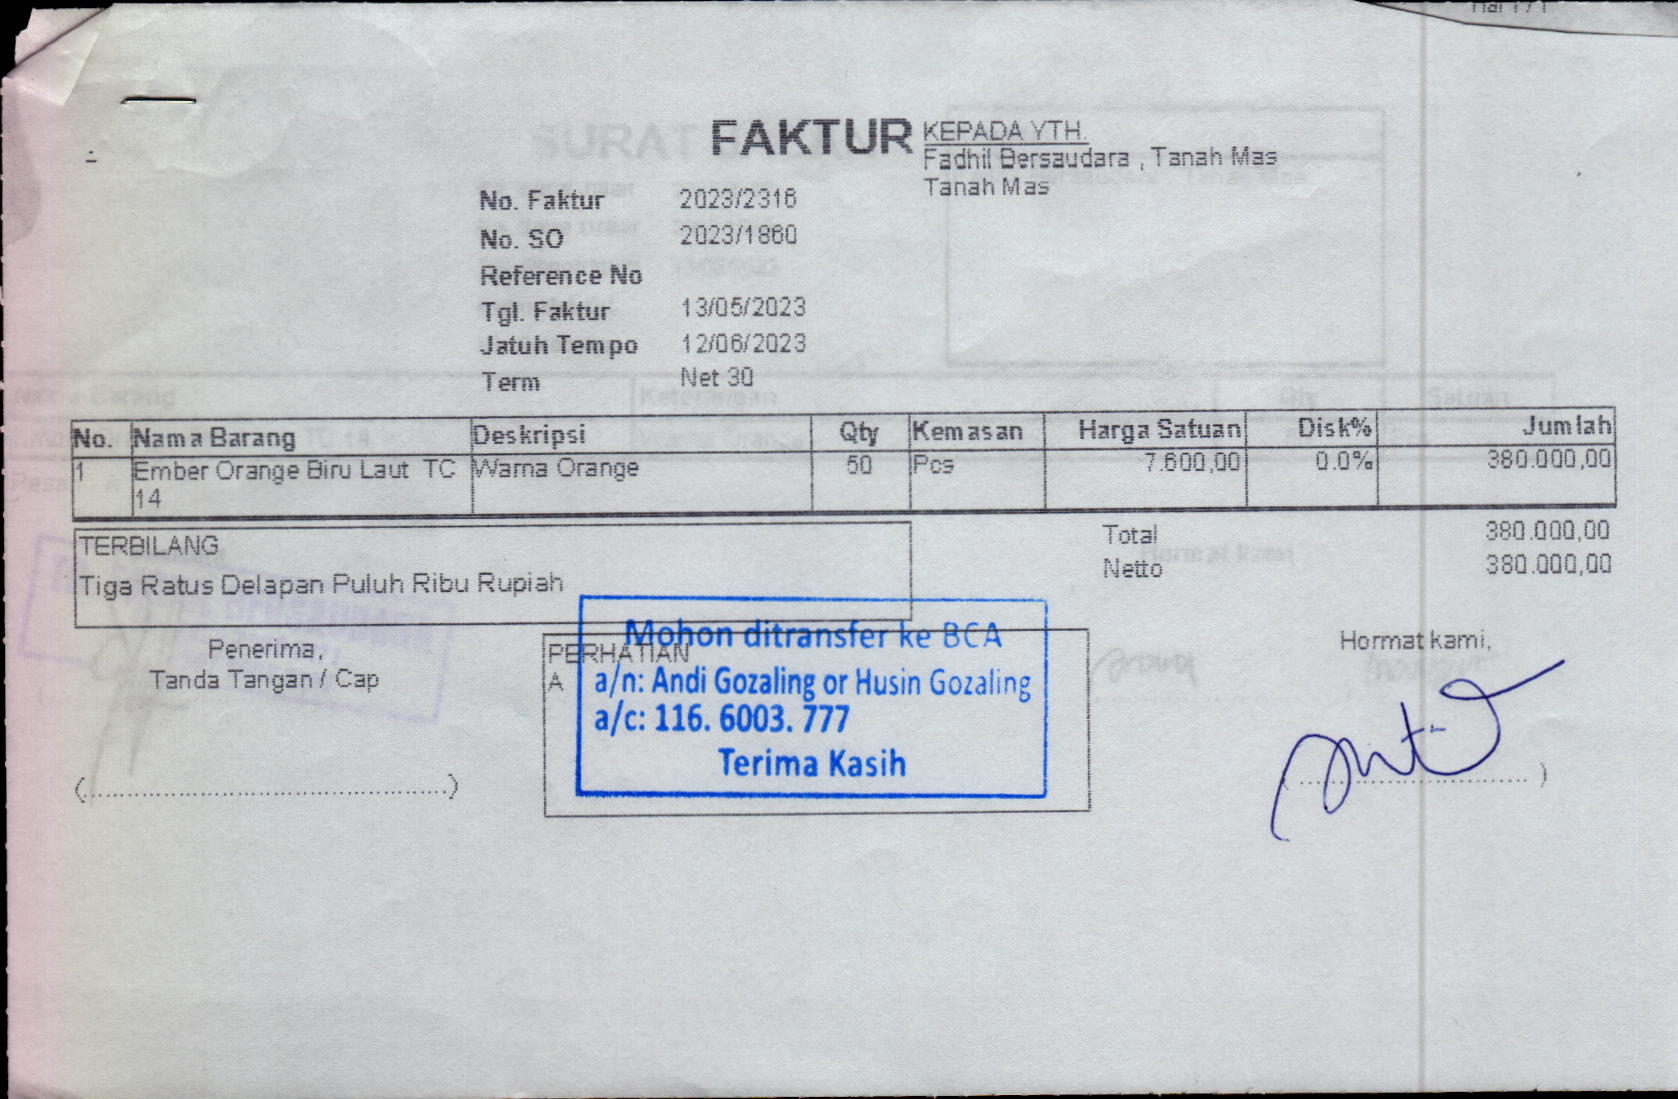 Hal 1 / 1
FAKTUR
KEPADA YTH.
Fadhil Bersaudara , Tanah Mas
Tanah Mas
No. Faktur 2023/2316
No. SO 2023/1860
Reference No
Tgl. Faktur 13/05/2023
Jatuh Tempo 12/06/2023
Term Net 30
No. Nama Barang Deskripsi Qty Kemasan Harga Satuan Disk% Jumlah
1 Ember Orange Biru Laut TC 14 Warna Orange 50 Pcs 7.600,00 0.0% 380.000,00
TERBILANG
Tiga Ratus Delapan Puluh Ribu Rupiah
Total 380.000,00
Netto 380.000,00
Penerima,
Tanda Tangan / Cap
PERHATIAN
A
Mohon ditransfer ke BCA
a/n: Andi Gozaling or Husin Gozaling
a/c: 116. 6003. 777
Terima Kasih
Hormat kami,